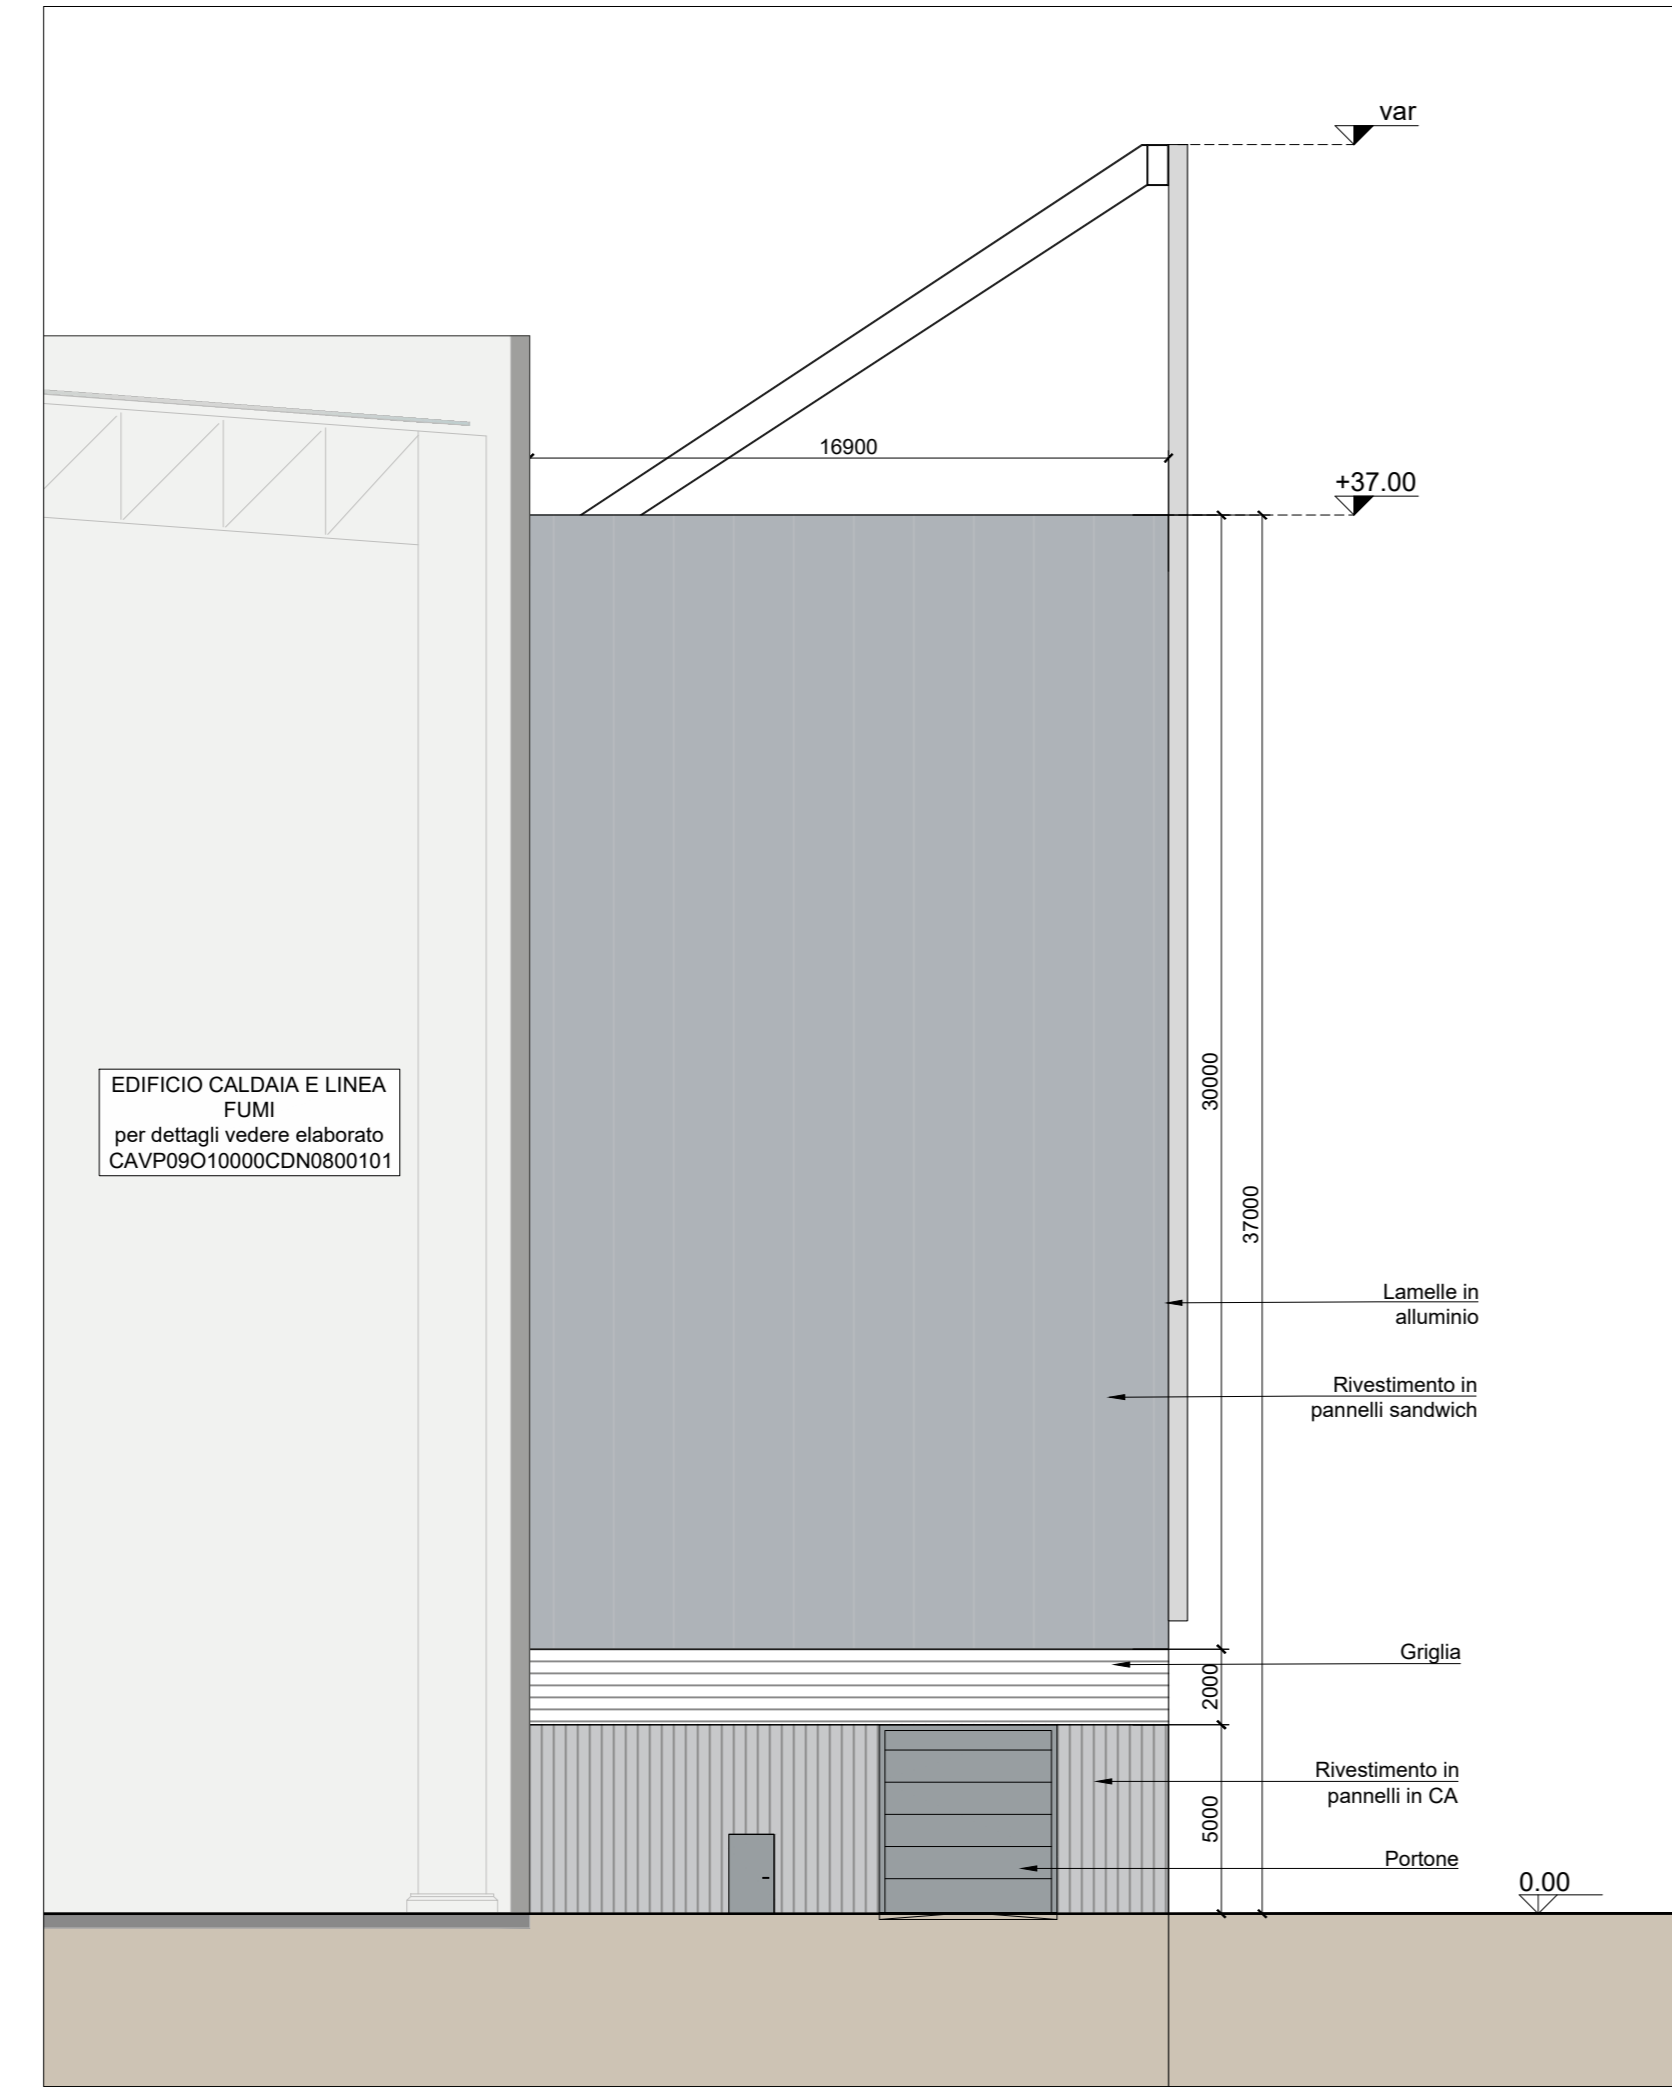 var
16900
+37.00
EDIFICIO CALDAIA E LINEA
FUMI
per dettagli vedere elaborato
CAVP09O10000CDN0800101
30000
37000
Lamelle in
alluminio
Rivestimento in
pannelli sandwich
Griglia
2000
Rivestimento in
pannelli in CA
5000
Portone
0.00